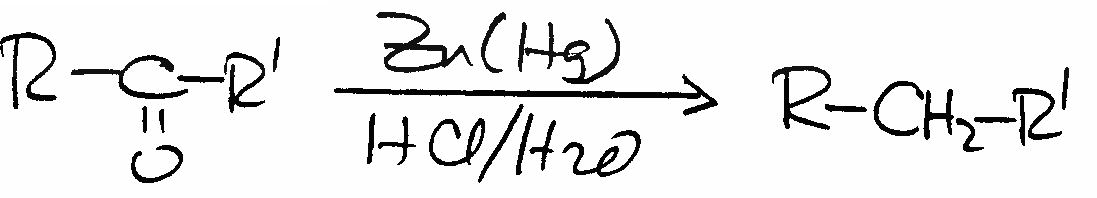 Zn(Hg)
R-C-R' → R-CH2-R'
||
O
HCl/H2O